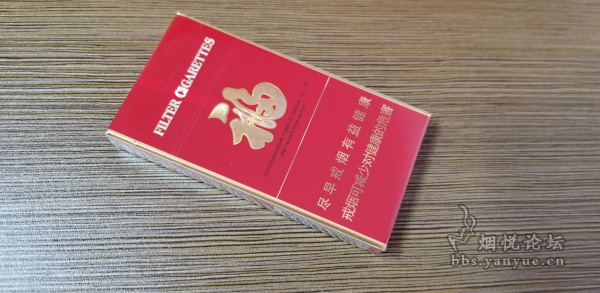 FILTER CIGARETTES
福
尽早戒烟有益健康
戒烟可减少对健康的危害
烟悦论坛
bbs.yanyue.cn